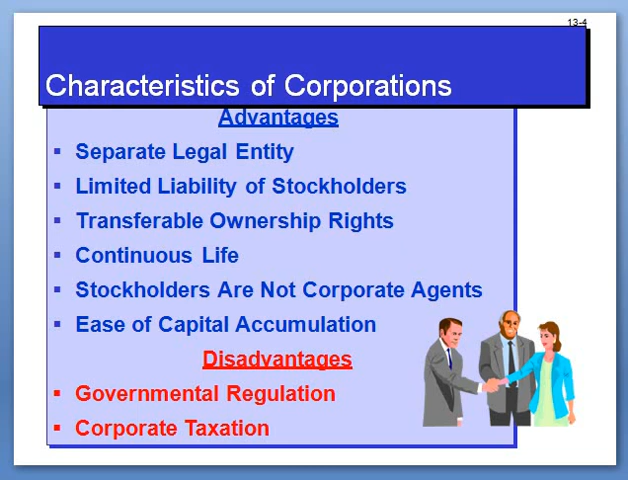 13-4
Characteristics of Corporations
Advantages
▪ Separate Legal Entity
▪ Limited Liability of Stockholders
▪ Transferable Ownership Rights
▪ Continuous Life
▪ Stockholders Are Not Corporate Agents
▪ Ease of Capital Accumulation
Disadvantages
▪ Governmental Regulation
▪ Corporate Taxation